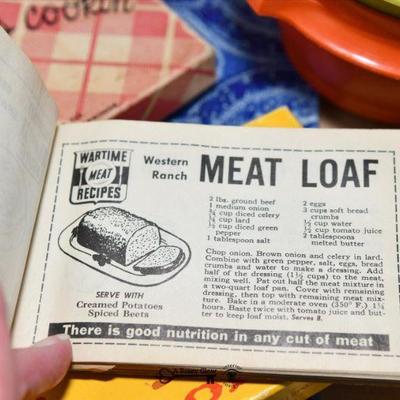 cookin'
WARTIME
MEAT
RECIPES
Western
Ranch
MEAT LOAF
2 lbs. ground beef
1 medium onion
¾ cup diced celery
¼ cup lard
½ cup diced green
pepper
1 tablespoon salt
2 eggs
3 cups soft bread
crumbs
½ cup water
½ cup tomato juice
2 tablespoons
melted butter
Chop onion. Brown onion and celery in lard.
Combine with green pepper, salt, eggs, bread
crumbs and water to make a dressing. Add
half of the dressing (1½ cups) to the meat,
mixing well. Pat out half the meat mixture in
a two-quart loaf pan. Cover with remaining
dressing, then top with remaining meat mix-
ture. Bake in a moderate oven (350° F.) 1¾
hours. Baste twice with tomato juice and but-
ter to keep loaf moist. Serves 8.
SERVE WITH
Creamed Potatoes
Spiced Beets
There is good nutrition in any cut of meat